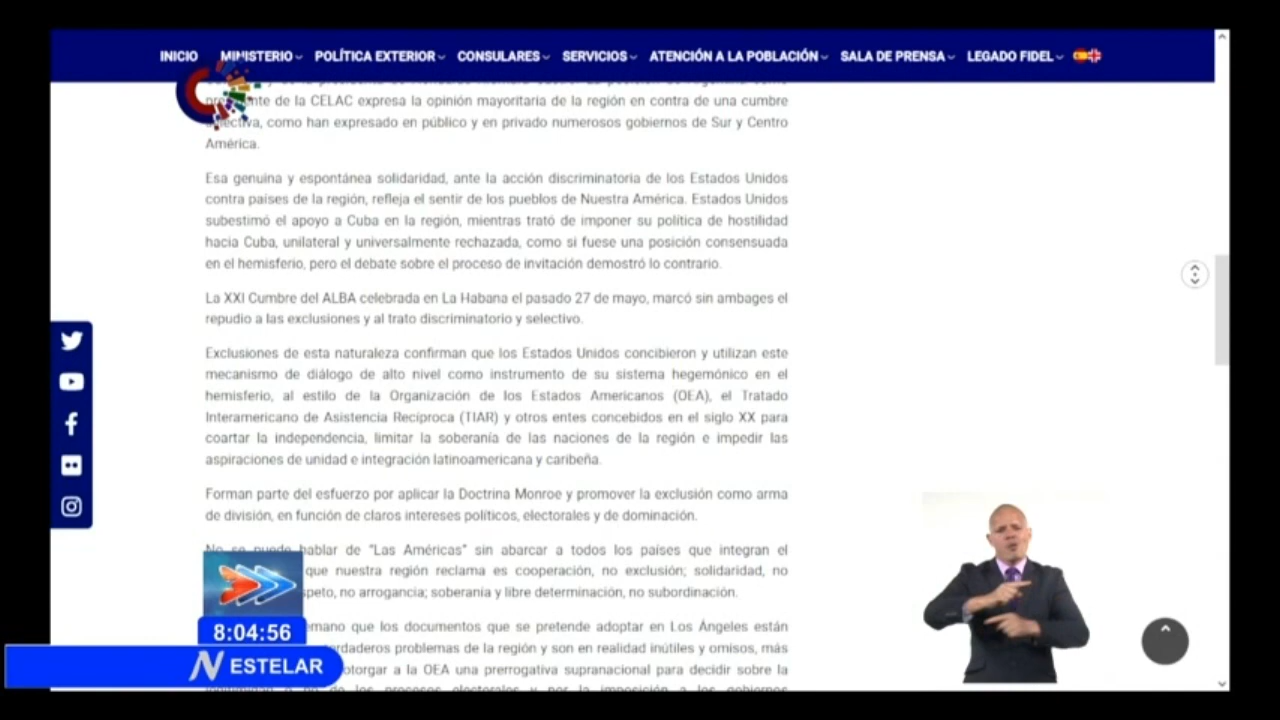 INICIO MINISTERIO POLÍTICA EXTERIOR CONSULARES SERVICIOS ATENCIÓN A LA POBLACIÓN SALA DE PRENSA LEGADO FIDEL
de la CELAC expresa la opinión mayoritaria de la región en contra de una cumbre
como han expresado en público y en privado numerosos gobiernos de Sur y Centro
América.
Esa genuina y espontánea solidaridad, ante la acción discriminatoria de los Estados Unidos
contra países de la región, refleja el sentir de los pueblos de Nuestra América. Estados Unidos
subestimó el apoyo a Cuba en la región, mientras trató de imponer su política de hostilidad
hacia Cuba, unilateral y universalmente rechazada, como si fuese una posición consensuada
en el hemisferio, pero el debate sobre el proceso de invitación demostró lo contrario.
La XXI Cumbre del ALBA celebrada en La Habana el pasado 27 de mayo, marcó sin ambages el
repudio a las exclusiones y al trato discriminatorio y selectivo.
Exclusiones de esta naturaleza confirman que los Estados Unidos concibieron y utilizan este
mecanismo de diálogo de alto nivel como instrumento de su sistema hegemónico en el
hemisferio, al estilo de la Organización de los Estados Americanos (OEA), el Tratado
Interamericano de Asistencia Recíproca (TIAR) y otros entes concebidos en el siglo XX para
coartar la independencia, limitar la soberanía de las naciones de la región e impedir las
aspiraciones de unidad e integración latinoamericana y caribeña.
Forman parte del esfuerzo por aplicar la Doctrina Monroe y promover la exclusión como arma
de división, en función de claros intereses políticos, electorales y de dominación.
No se puede hablar de "Las Américas" sin abarcar a todos los países que integran el
que nuestra región reclama es cooperación, no exclusión; solidaridad, no
speto, no arrogancia; soberanía y libre determinación, no subordinación.
emano que los documentos que se pretende adoptar en Los Ángeles están
rdaderos problemas de la región y son en realidad inútiles y omisos, más
otorgar a la OEA una prerrogativa supranacional para decidir sobre la
de los procesos electorales y por la imposición a los gobiernos
8:04:56
N ESTELAR